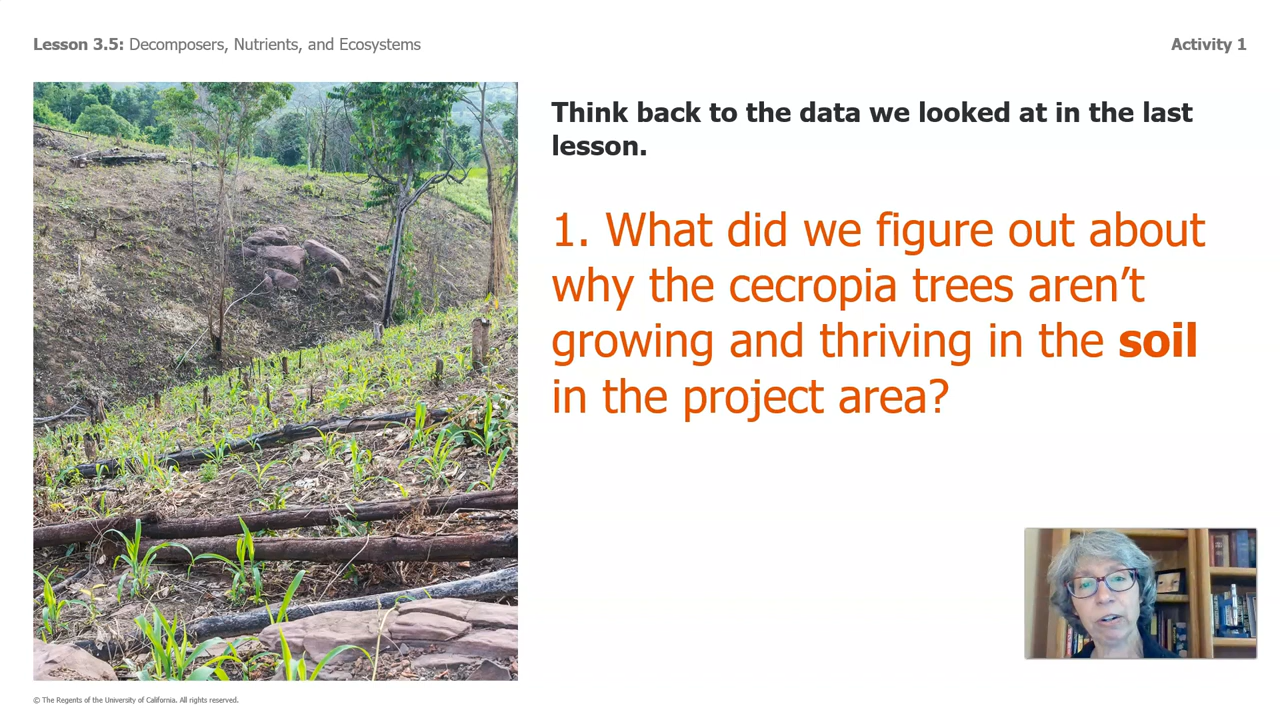 Lesson 3.5: Decomposers, Nutrients, and Ecosystems
Activity 1
Think back to the data we looked at in the last
lesson.
1. What did we figure out about
why the cecropia trees aren’t
growing and thriving in the soil
in the project area?
© The Regents of the University of California. All rights reserved.